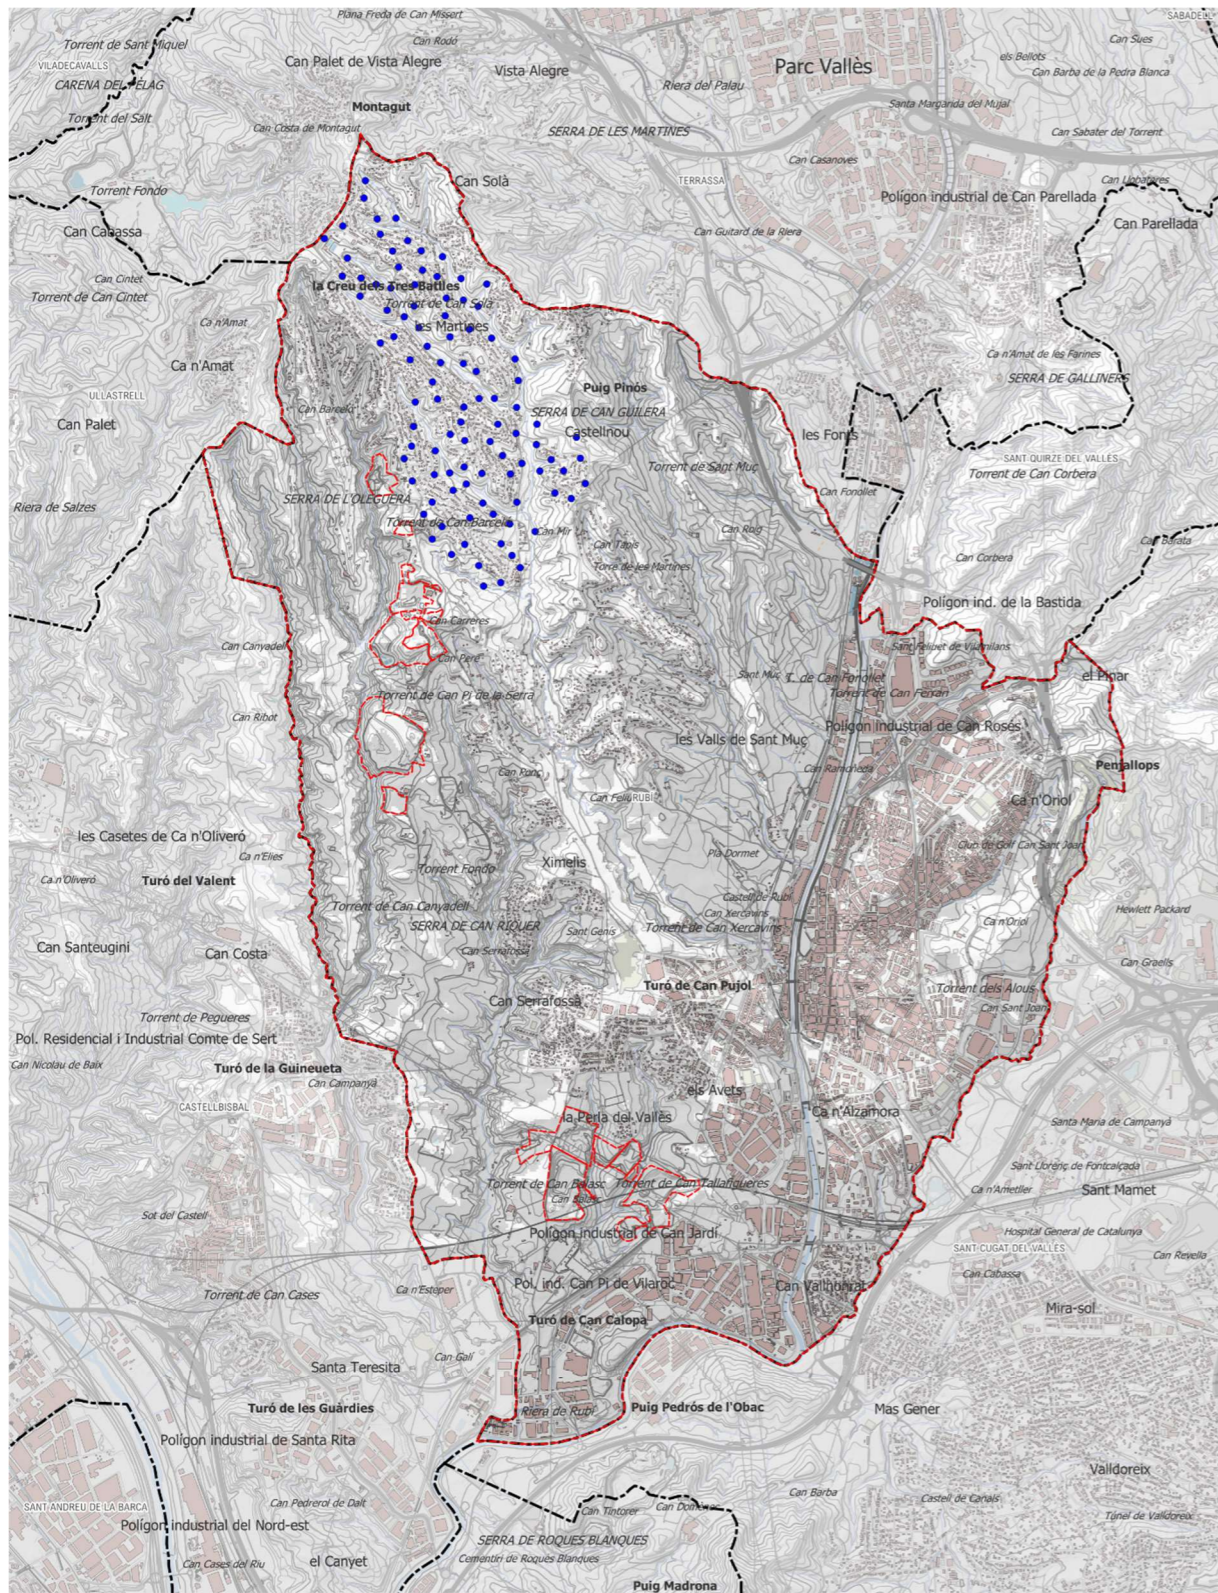 Plana Freda de Can Missert
SABADELL
Can Rodó
Can Sues
Torrent de Sant Miquel
els Bellots
Can Palet de Vista Alegre
VILADECAVALLS
Parc Vallès
Vista Alegre
Can Barba de la Pedra Blanca
CARENA DEL PÈLAG
Riera del Palau
Montagut
Santa Margarida del Mujal
Torrent del Salt
Can Costa de Montagut
SERRA DE LES MARTINES
Can Sabater del Torrent
Can Casanoves
Can Solà
TERRASSA
Can Llobateres
Torrent Fondo
Polígon industrial de Can Parellada
Can Parellada
Can Cabassa
Can Guitard de la Riera
Can Cintet
la Creu dels Tres Batlles
Torrent de Can Cintet
Torrent de Can Solà
Ca n'Amat
les Martines
Ca n'Amat de les Farines
Ca n'Amat
SERRA DE GALLINERS
Puig Pinós
ULLASTRELL
Can Barceló
SERRA DE CAN GUILERA
Can Palet
Castellnou
les Fonts
SANT QUIRZE DEL VALLÈS
Torrent de Sant Muç
Torrent de Can Corbera
SERRA DE L'OLEGUERA
Can Fonollet
Riera de Salzes
Torrent de Can Barceló
Can Mir
Can Roig
Can Barata
Can Tapis
Can Corbera
Torre de les Martines
Polígon ind. de la Bastida
Can Carreres
Can Canyadell
Sant Feliuet de Vilamilans
Can Pere
Sant Muç
T. de Can Fonollet
el Pinar
Torrent de Can Pi de la Serra
Torrent de Can Ferran
Can Ribot
Polígon industrial de Can Rosés
les Valls de Sant Muç
Can Ronç
Can Ramoneda
Penjallops
Can Feliu
RUBÍ
Ca n'Oriol
les Casetes de Ca n'Oliveró
Club de Golf Can Sant Joan
Ca n'Elies
Pla Dormet
Ximelis
Torrent Fondo
Ca n'Oliveró
Turó del Valent
Castell de Rubí
Torrent de Can Canyadell
Hewlett Packard
Can Xercavins
Ca n'Oriol
SERRA DE CAN RIQUER
Sant Genís
Torrent de Can Xercavins
Can Santeugini
Can Costa
Can Serrafossà
Can Graells
Turó de Can Pujol
Torrent dels Alous
Can Serrafossà
Can Sant Joan
Torrent de Pegueres
Pol. Residencial i Industrial Comte de Sert
Can Nicolau de Baix
Turó de la Guineueta
Can Campanyà
els Avets
CASTELLBISBAL
Ca n'Alzamora
la Perla del Vallès
Santa Maria de Campanyà
Sant Llorenç de Fontcalçada
Torrent de Can Balasc
Torrent de Can Tallafigueres
Ca n'Ametller
Sant Mamet
Can Balasc
Sot del Castell
Polígon industrial de Can Jardí
Hospital General de Catalunya
SANT CUGAT DEL VALLÈS
Can Revella
Can Cabassa
Pol. ind. Can Pi de Vilaroc
Can Vallhonrat
Ca n'Esteper
Torrent de Can Cases
Mira-sol
Turó de Can Calopa
Can Galí
Santa Teresita
Turó de les Guàrdies
Riera de Rubí
Puig Pedrós de l'Obac
Mas Gener
Polígon industrial de Santa Rita
Valldoreix
Can Barba
Can Pedrerol de Dalt
Castell de Canals
SANT ANDREU DE LA BARCA
Can Tintorer
Can Domènec
Túnel de Valldoreix
Polígon industrial del Nord-est
SERRA DE ROQUES BLANQUES
Can Cases del Riu
el Canyet
Cementiri de Roques Blanques
Puig Madrona